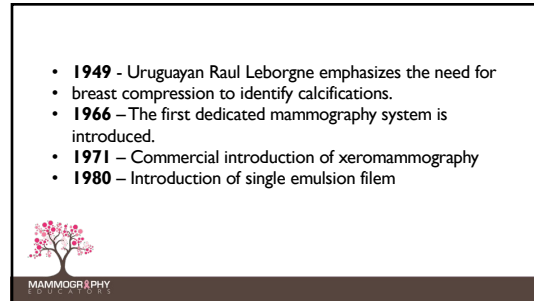 • 1949 - Uruguayan Raul Leborgne emphasizes the need for
• breast compression to identify calcifications.
• 1966 – The first dedicated mammography system is
introduced.
• 1971 – Commercial introduction of xeromammography
• 1980 – Introduction of single emulsion filem
MAMMOGRAPHY
EDUCATORS